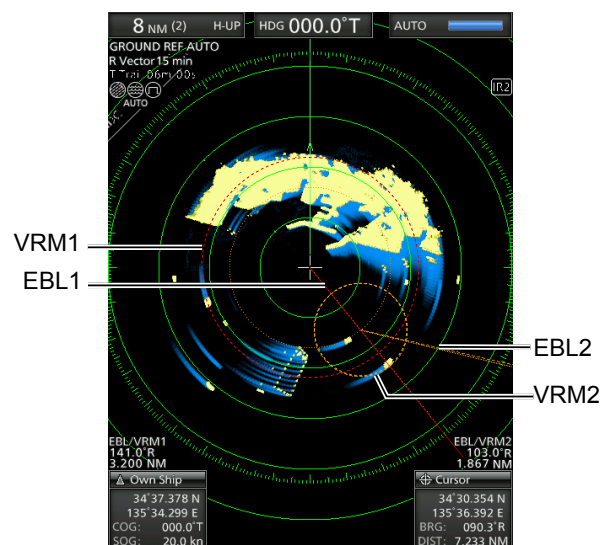 8 NM (2) H-UP HDG 000.0°T AUTO
GROUND REF AUTO
R Vector 15 min
T Trai 06m 00s
AUTO
IR2
VRM1
EBL1
EBL2
VRM2
EBL/VRM1
141.0°R
3.200 NM
EBL/VRM2
103.0°R
1.867 NM
Own Ship
34°37.378 N
135°34.299 E
COG: 000.0°T
SOG: 20.0 kn
Cursor
34°30.354 N
135°36.392 E
BRG: 090.3°R
DIST: 7.233 NM